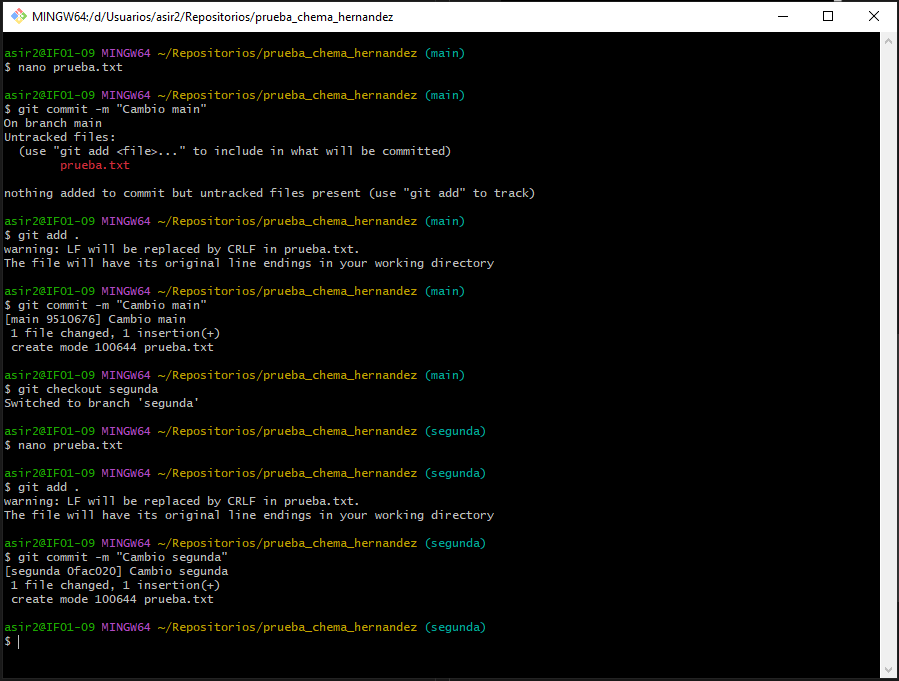 MINGW64:/d/Usuarios/asir2/Repositorios/prueba_chema_hernandez
asir2@IFO1-09 MINGW64 ~/Repositorios/prueba_chema_hernandez (main)
$ nano prueba.txt
asir2@IFO1-09 MINGW64 ~/Repositorios/prueba_chema_hernandez (main)
$ git commit -m "Cambio main"
On branch main
Untracked files:
  (use "git add <file>..." to include in what will be committed)
        prueba.txt
nothing added to commit but untracked files present (use "git add" to track)
asir2@IFO1-09 MINGW64 ~/Repositorios/prueba_chema_hernandez (main)
$ git add .
warning: LF will be replaced by CRLF in prueba.txt.
The file will have its original line endings in your working directory
asir2@IFO1-09 MINGW64 ~/Repositorios/prueba_chema_hernandez (main)
$ git commit -m "Cambio main"
[main 9510676] Cambio main
 1 file changed, 1 insertion(+)
 create mode 100644 prueba.txt
asir2@IFO1-09 MINGW64 ~/Repositorios/prueba_chema_hernandez (main)
$ git checkout segunda
Switched to branch 'segunda'
asir2@IFO1-09 MINGW64 ~/Repositorios/prueba_chema_hernandez (segunda)
$ nano prueba.txt
asir2@IFO1-09 MINGW64 ~/Repositorios/prueba_chema_hernandez (segunda)
$ git add .
warning: LF will be replaced by CRLF in prueba.txt.
The file will have its original line endings in your working directory
asir2@IFO1-09 MINGW64 ~/Repositorios/prueba_chema_hernandez (segunda)
$ git commit -m "Cambio segunda"
[segunda 0fac020] Cambio segunda
 1 file changed, 1 insertion(+)
 create mode 100644 prueba.txt
asir2@IFO1-09 MINGW64 ~/Repositorios/prueba_chema_hernandez (segunda)
$